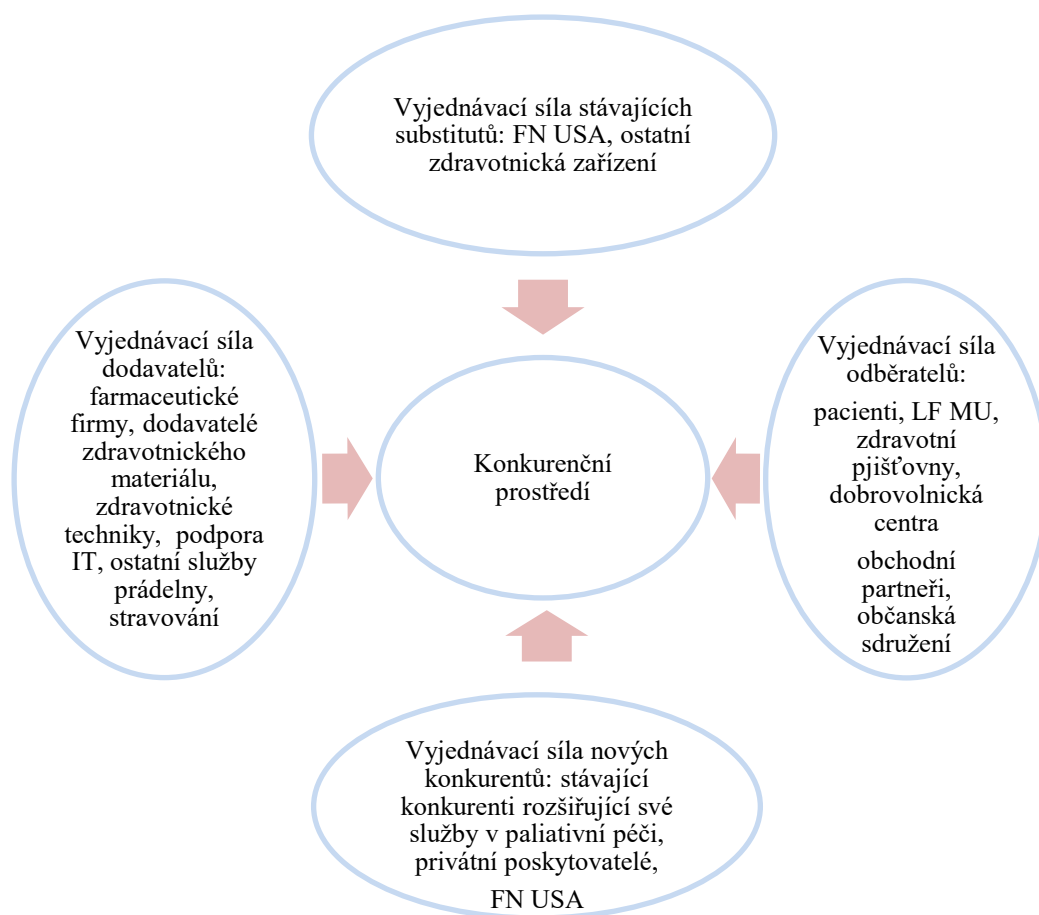 Vyjednávací síla stávajících
substitutů: FN USA, ostatní
zdravotnická zařízení
Vyjednávací síla
dodavatelů:
farmaceutické
firmy, dodavatelé
zdravotnického
materiálu,
zdravotnické
techniky, podpora
IT, ostatní služby
prádelny,
stravování
Konkurenční
prostředí
Vyjednávací síla
odběratelů:
pacienti, LF MU,
zdravotní
pjišťovny,
dobrovolnická
centra
obchodní
partneři,
občanská
sdružení
Vyjednávací síla nových
konkurentů: stávající
konkurenti rozšiřující své
služby v paliativní péči,
privátní poskytovatelé,
FN USA